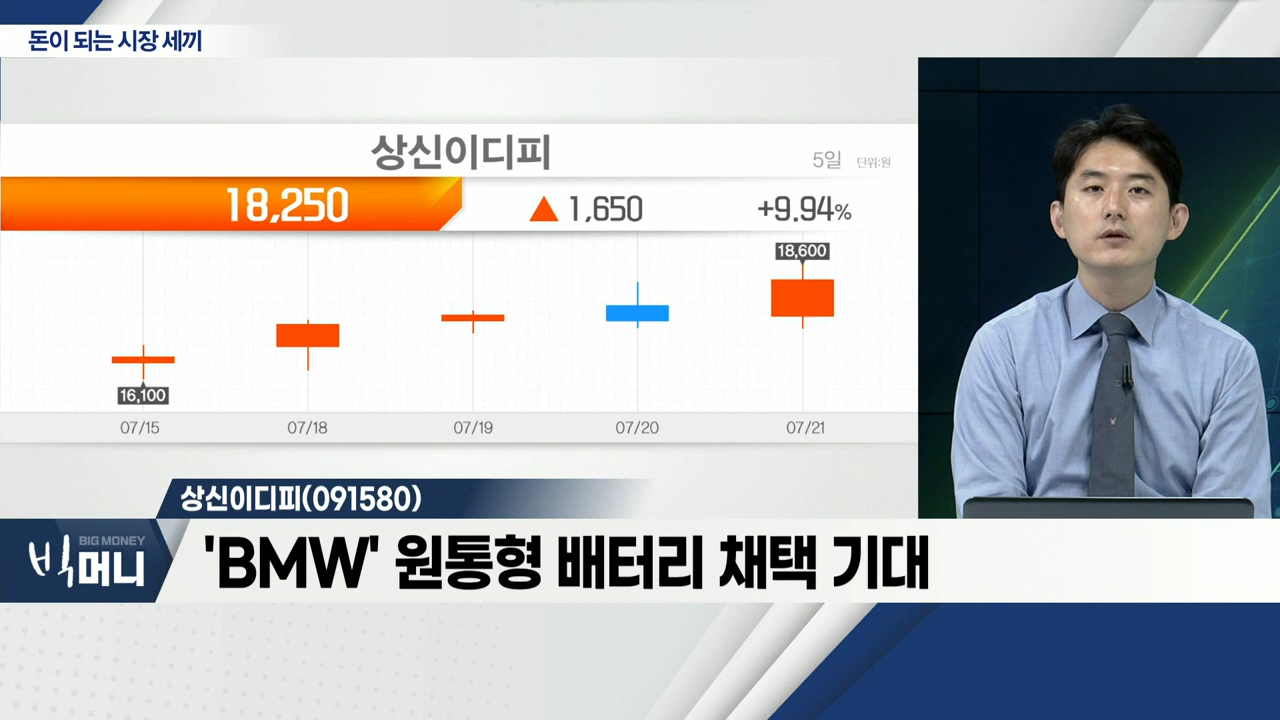 돈이 되는 시장 세끼
상신이디피
5일 단위:원
18,250 ▲ 1,650 +9.94%
18,600
16,100
07/15 07/18 07/19 07/20 07/21
상신이디피(091580)
BIG MONEY
빅머니
'BMW' 원통형 배터리 채택 기대